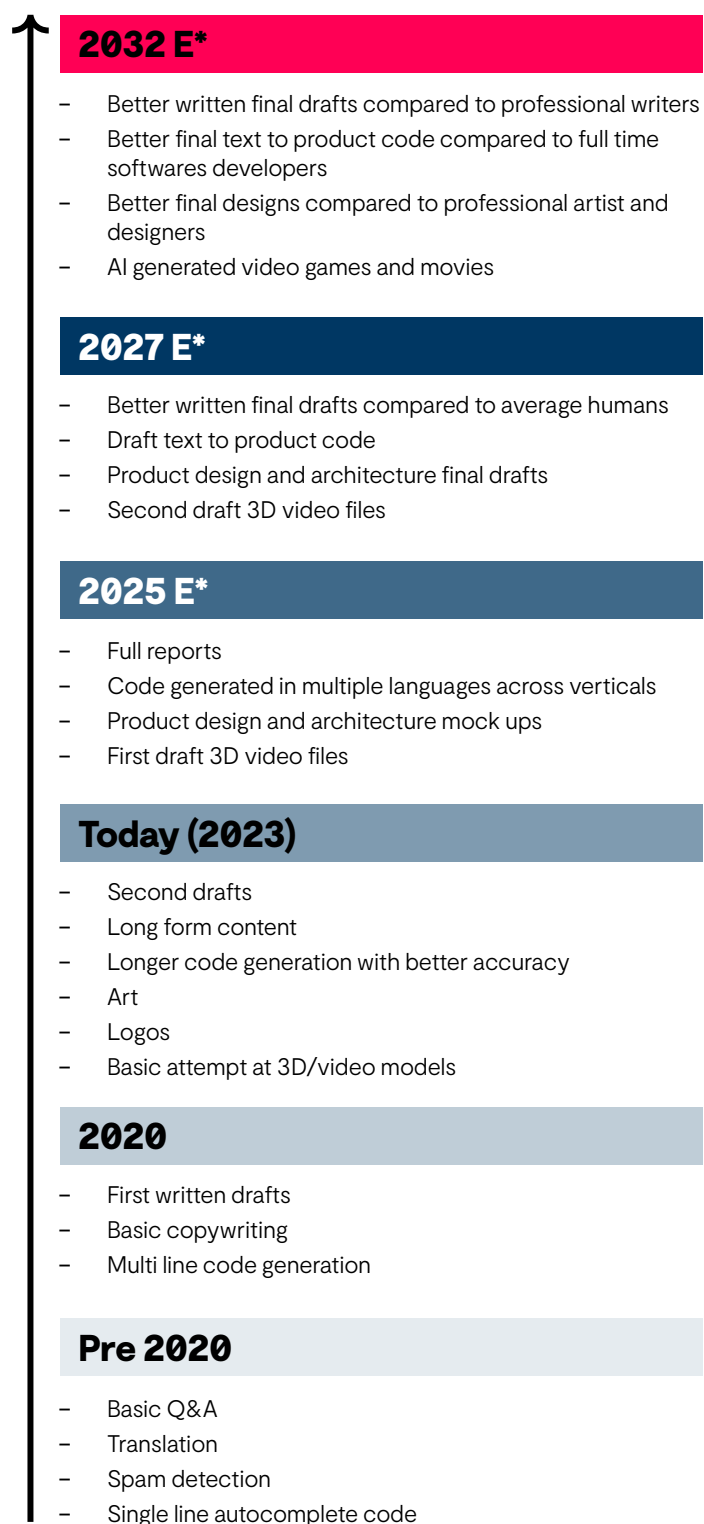 2032 E*
– Better written final drafts compared to professional writers
– Better final text to product code compared to full time
softwares developers
– Better final designs compared to professional artist and
designers
– AI generated video games and movies
2027 E*
– Better written final drafts compared to average humans
– Draft text to product code
– Product design and architecture final drafts
– Second draft 3D video files
2025 E*
– Full reports
– Code generated in multiple languages across verticals
– Product design and architecture mock ups
– First draft 3D video files
Today (2023)
– Second drafts
– Long form content
– Longer code generation with better accuracy
– Art
– Logos
– Basic attempt at 3D/video models
2020
– First written drafts
– Basic copywriting
– Multi line code generation
Pre 2020
– Basic Q&A
– Translation
– Spam detection
– Single line autocomplete code